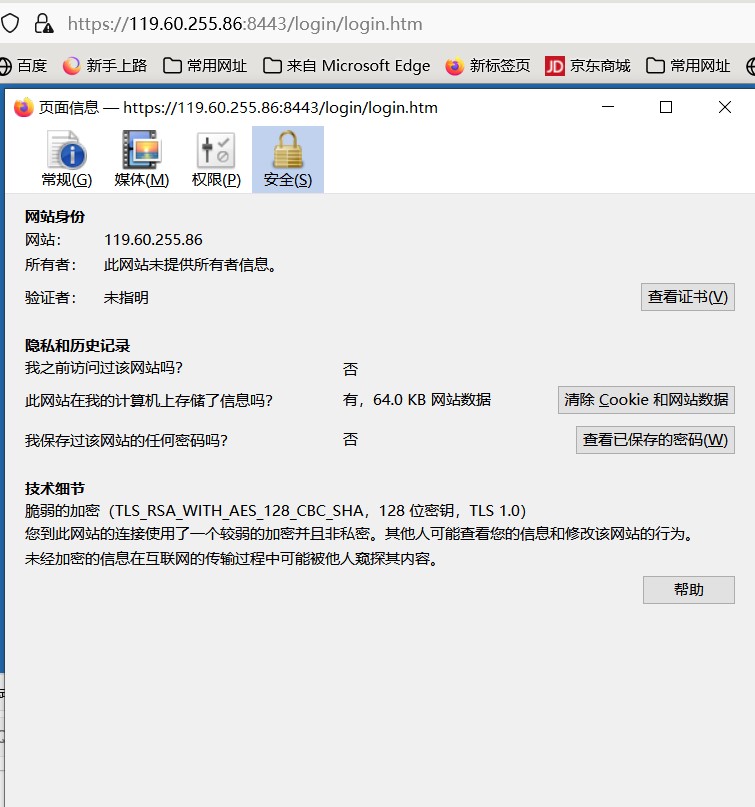 https://119.60.255.86:8443/login/login.htm
百度 新手上路 常用网址 来自 Microsoft Edge 新标签页 JD 京东商城 常用网址
页面信息 — https://119.60.255.86:8443/login/login.htm
常规(G) 媒体(M) 权限(P) 安全(S)
网站身份
网站： 119.60.255.86
所有者： 此网站未提供所有者信息。
验证者： 未指明 查看证书(V)
隐私和历史记录
我之前访问过该网站吗? 否
此网站在我的计算机上存储了信息吗? 有，64.0 KB 网站数据 清除 Cookie 和网站数据
我保存过该网站的任何密码吗? 否 查看已保存的密码(W)
技术细节
脆弱的加密（TLS_RSA_WITH_AES_128_CBC_SHA，128 位密钥，TLS 1.0）
您到此网站的连接使用了一个较弱的加密并且非私密。其他人可能查看您的信息和修改该网站的行为。
未经加密的信息在互联网的传输过程中可能被他人窥探其内容。
帮助